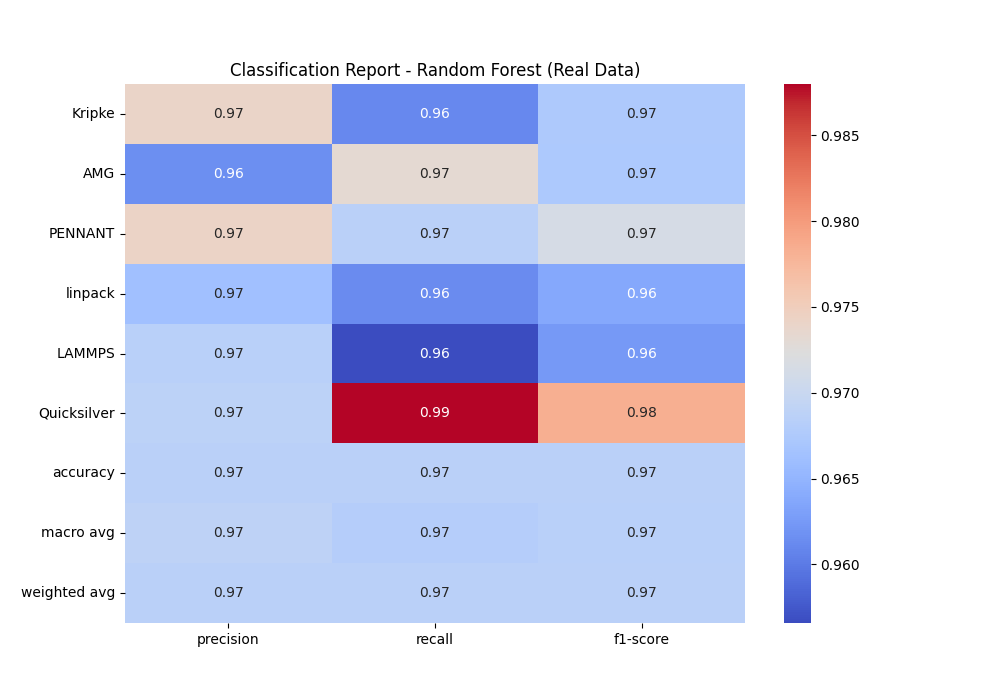 Classification Report - Random Forest (Real Data)
Kripke 0.97 0.96 0.97
AMG 0.96 0.97 0.97
PENNANT 0.97 0.97 0.97
linpack 0.97 0.96 0.96
LAMMPS 0.97 0.96 0.96
Quicksilver 0.97 0.99 0.98
accuracy 0.97 0.97 0.97
macro avg 0.97 0.97 0.97
weighted avg 0.97 0.97 0.97
precision recall f1-score
0.985
0.980
0.975
0.970
0.965
0.960